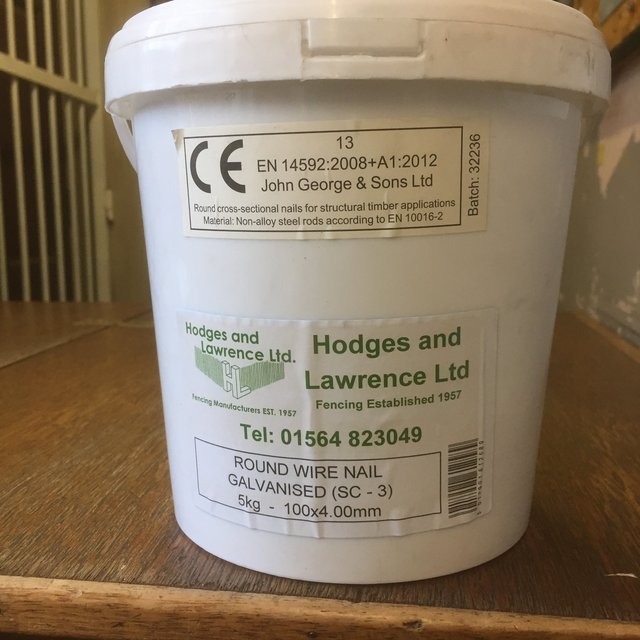 CE
13
EN 14592:2008+A1:2012
John George & Sons Ltd
Round cross-sectional nails for structural timber applications
Material: Non-alloy steel rods according to EN 10016-2
Batch: 32236
Hodges and
Lawrence Ltd.
HL
Fencing Manufacturers EST. 1957
Hodges and
Lawrence Ltd
Fencing Established 1957
Tel: 01564 823049
ROUND WIRE NAIL
GALVANISED (SC - 3)
5kg - 100x4.00mm